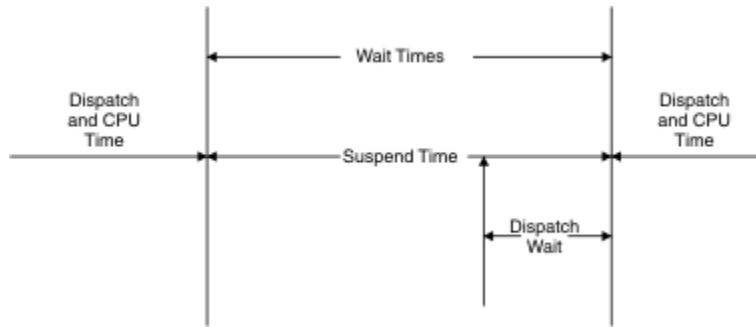 Wait Times
Dispatch
and CPU
Time
Dispatch
and CPU
Time
Suspend Time
Dispatch
Wait